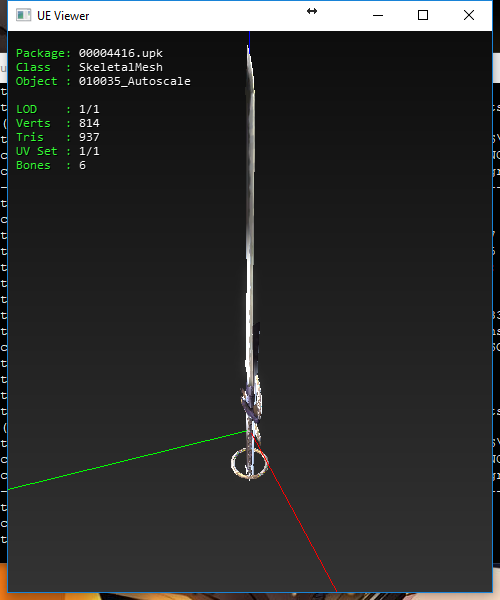 UE Viewer
Package: 00004416.upk
Class : SkeletalMesh
Object : 010035_Autoscale
LOD : 1/1
Verts : 814
Tris : 937
UV Set : 1/1
Bones : 6